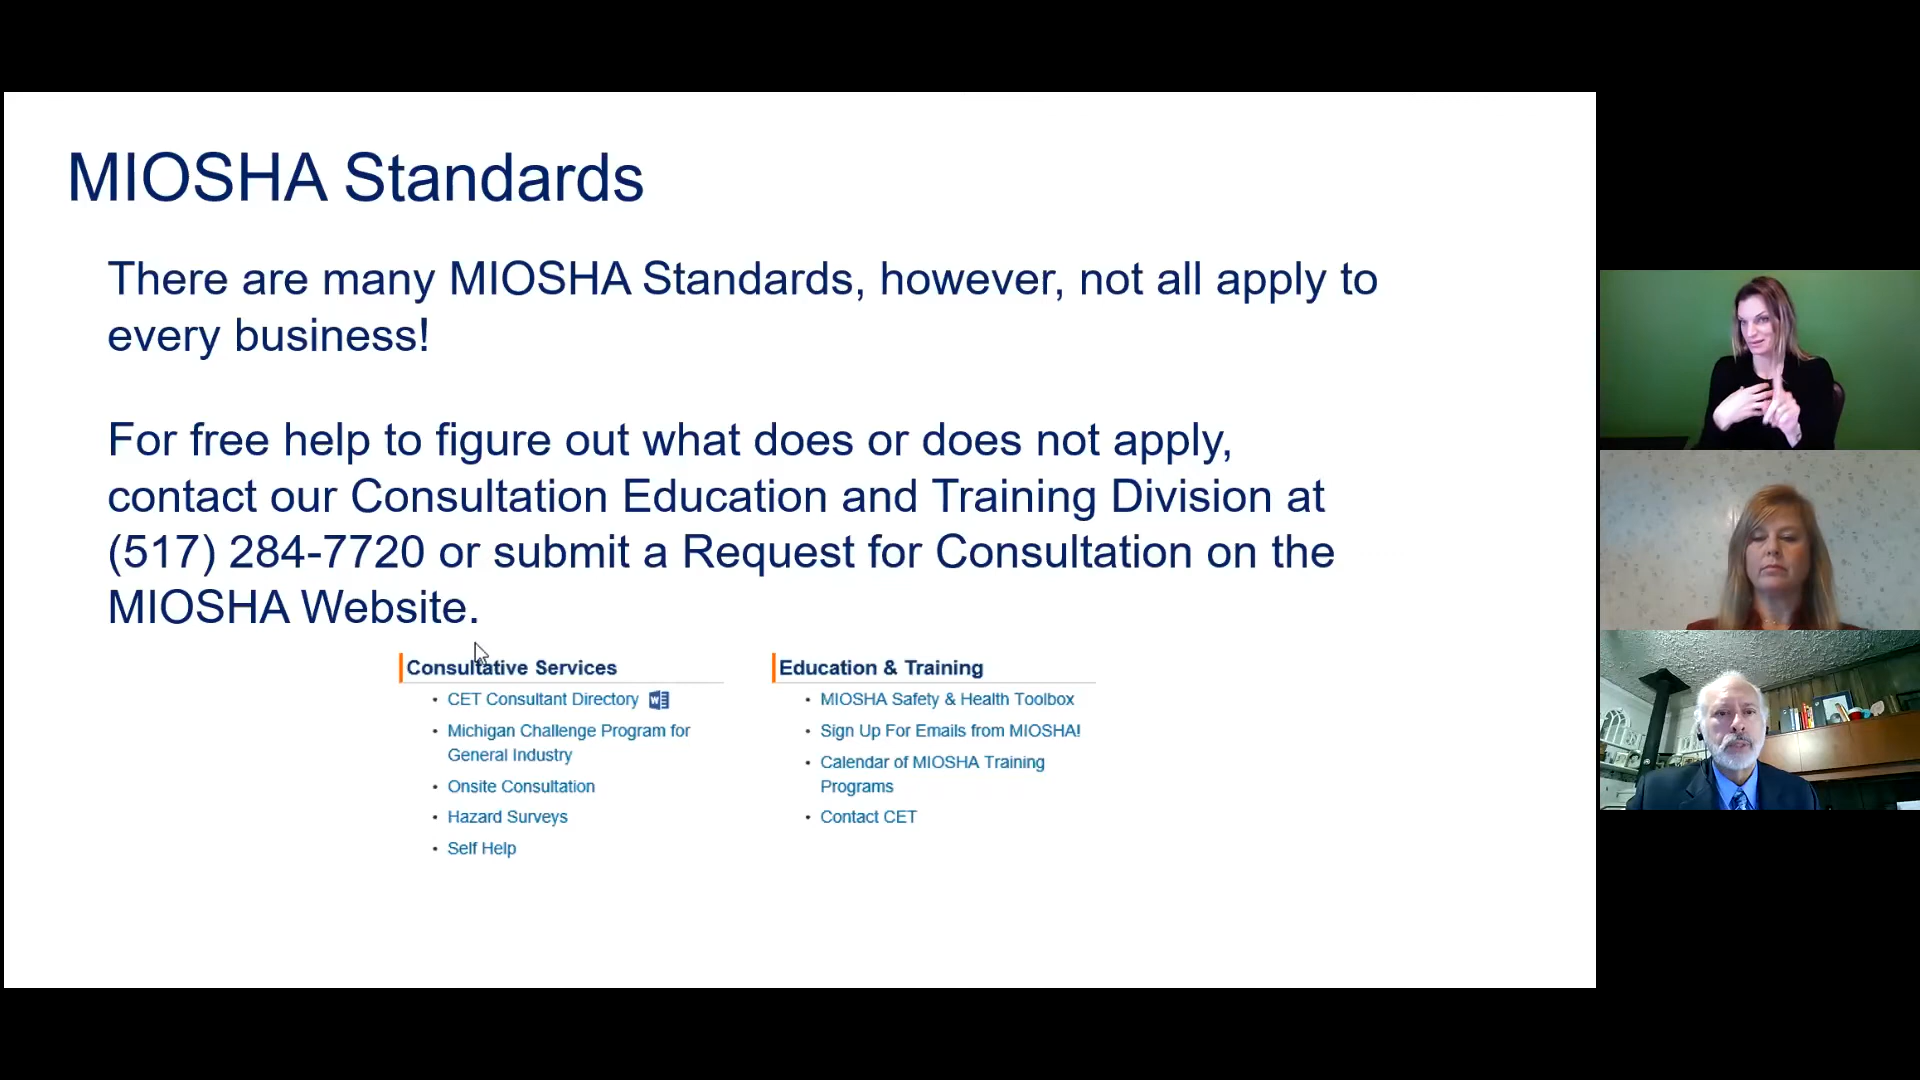 MIOSHA Standards
There are many MIOSHA Standards, however, not all apply to
every business!
For free help to figure out what does or does not apply,
contact our Consultation Education and Training Division at
(517) 284-7720 or submit a Request for Consultation on the
MIOSHA Website.
Consultative Services
• CET Consultant Directory
• Michigan Challenge Program for
General Industry
• Onsite Consultation
• Hazard Surveys
• Self Help
Education & Training
• MIOSHA Safety & Health Toolbox
• Sign Up For Emails from MIOSHA!
• Calendar of MIOSHA Training
Programs
• Contact CET